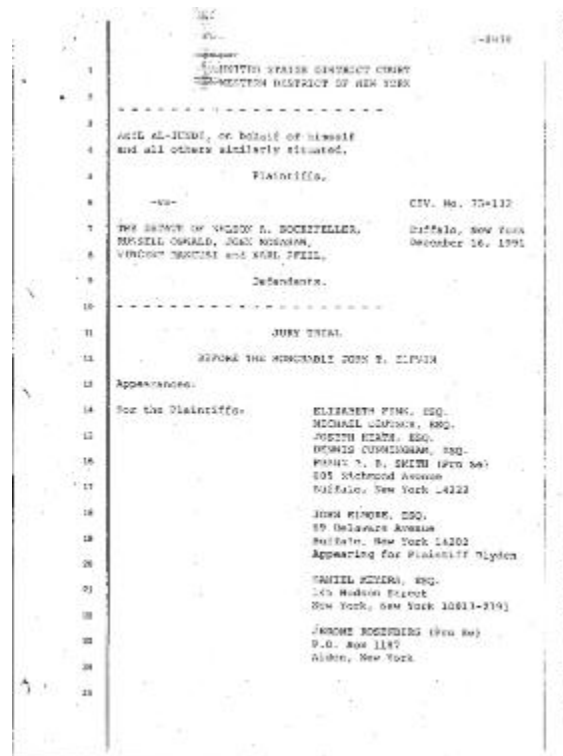 1 UNITED STATES DISTRICT COURT
WESTERN DISTRICT OF NEW YORK
2
3
AKIL AL-JUNDI, on behalf of himself
4 and all others similarly situated,
5 Plaintiffs,
6 -vs- CIV. No. 75-132
7 THE ESTATE OF NELSON A. ROCKEFELLER, Buffalo, New York
RUSSELL OSWALD, JOHN MONAHAN, December 16, 1991
8 VINCENT MANCUSI and KARL PFEIL,
9 Defendants.
10
11 JURY TRIAL
12 BEFORE THE HONORABLE JOHN T. ELFVIN
13 Appearances.
14 For the Plaintiffs. ELIZABETH FINK, ESQ.
MICHAEL DEUTSCH, ESQ.
15 JOSEPH HEATH, ESQ.
DENNIS CUNNINGHAM, ESQ.
16 SMITH (Pro Se)
605 Richmond Avenue
17 Buffalo, New York 14222
18 JOHN ESQ.
69 Delaware Avenue
19 Buffalo, New York 14202
Appearing for Plaintiff Blyden
20
DANIEL MEYERS, ESQ.
21 Hudson Street
New York, New York
22
JEROME ROSENBERG (Pro Se)
23 P.O. Box 1187
Alden, New York
24
25